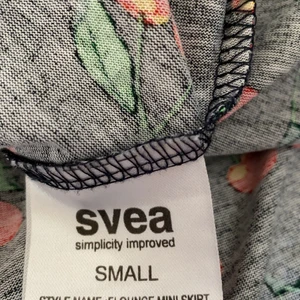 svea
simplicity improved
SMALL
STYLE NAME: FLOUNCE MINI SKIRT